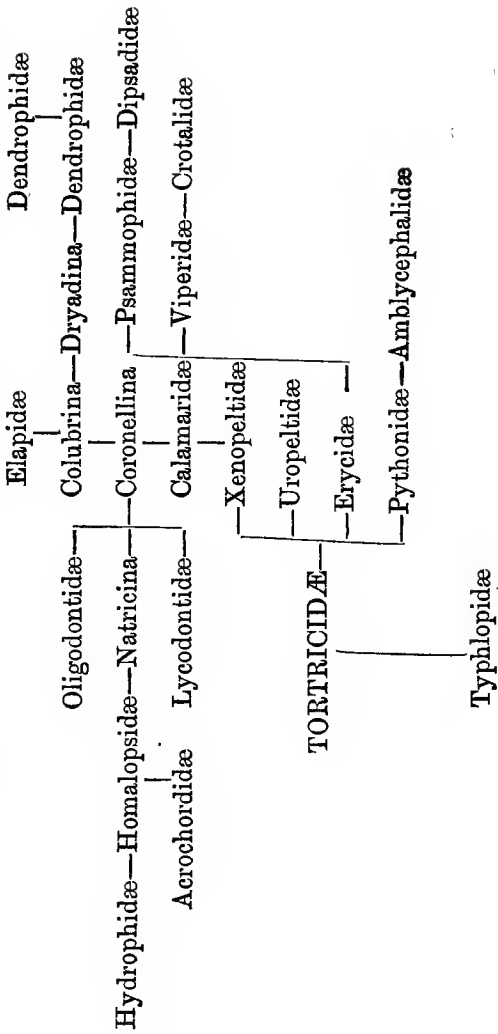 Elapidæ Dendrophidæ
Oligodontidæ— Colubrina—Dryadina—Dendrophidæ
Hydrophidæ—Homalopsidæ—Natricina—Coronellina —Psammophidæ—Dipsadidæ
Acrochordidæ Lycodontidæ— Calamaridæ—Viperidæ—Crotalidæ
—Xenopeltidæ
—Uropeltidæ
TORTRICIDÆ— —Erycidæ
—Pythonidæ—Amblycephalidæ
Typhlopidæ